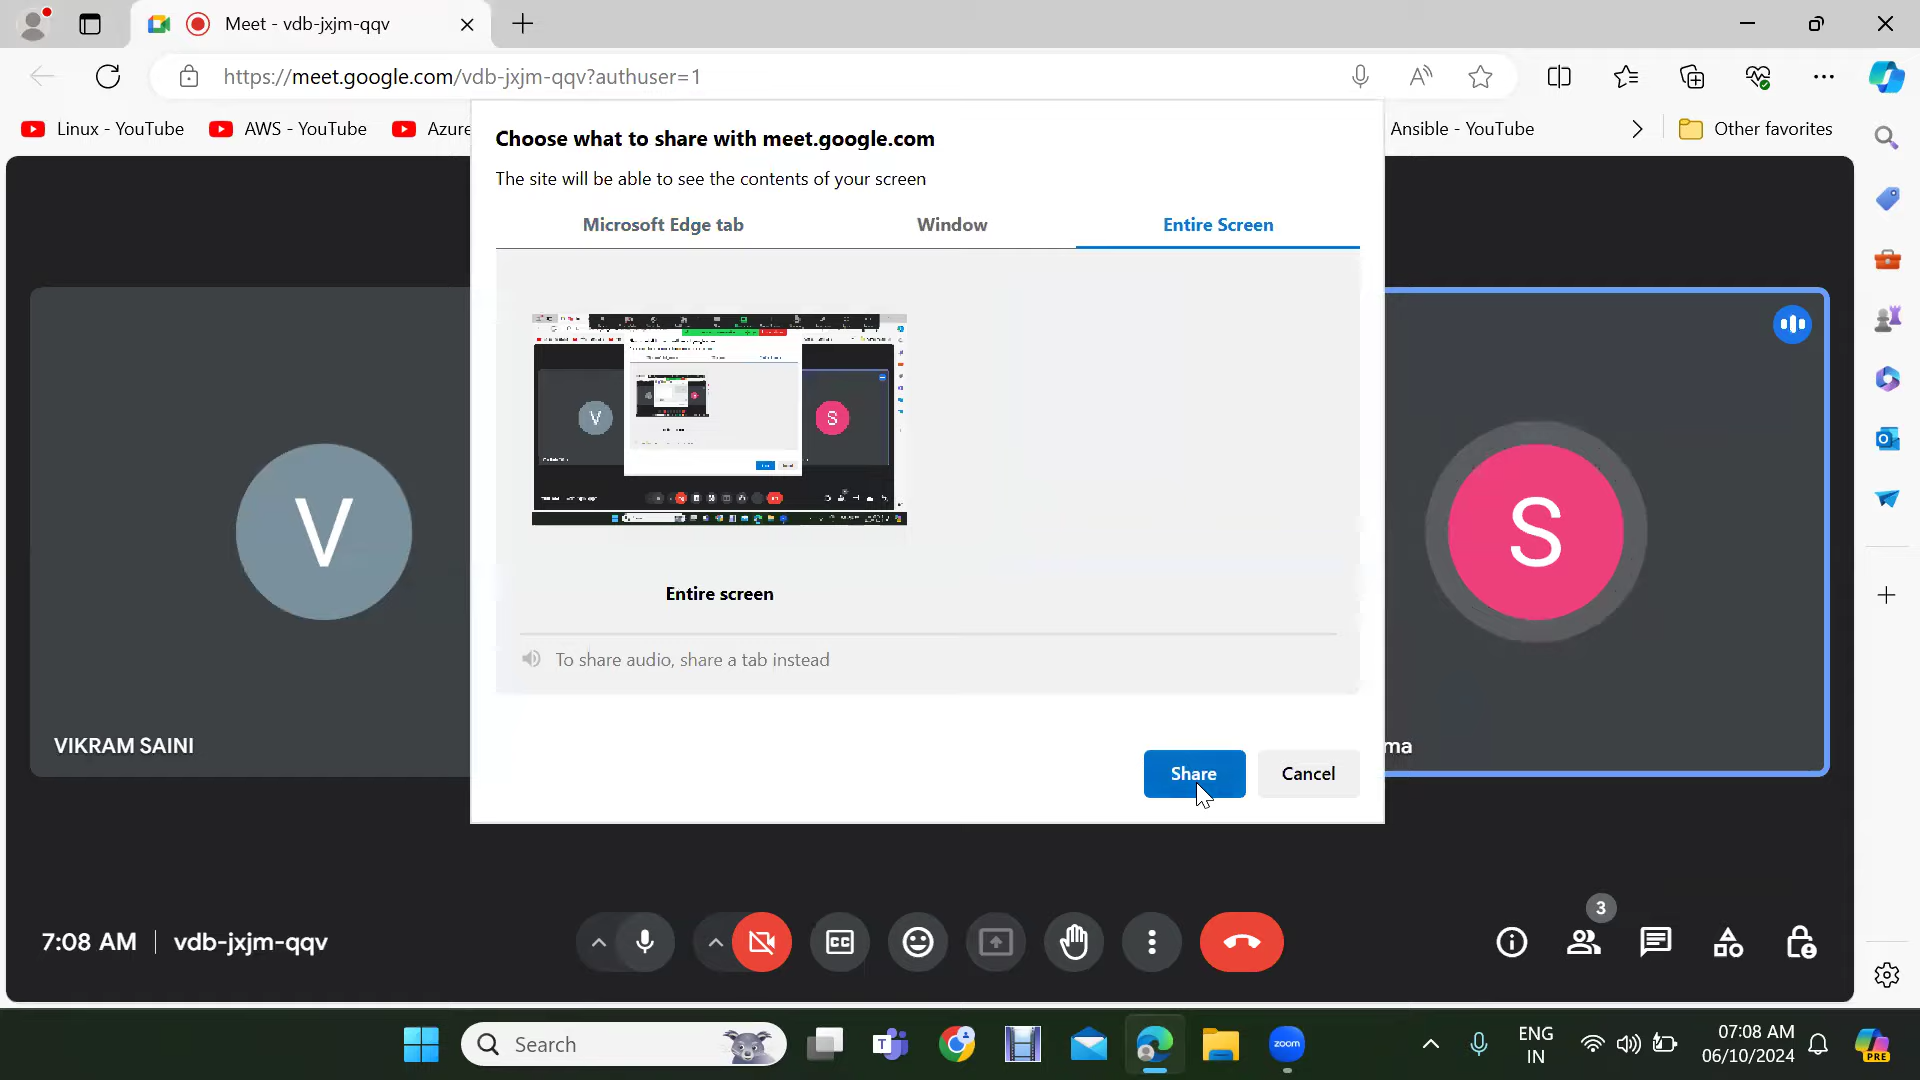 Meet - vdb-jxjm-qqv
https://meet.google.com/vdb-jxjm-qqv?authuser=1
Linux - YouTube
AWS - YouTube
Azure
Ansible - YouTube
Other favorites
Choose what to share with meet.google.com
The site will be able to see the contents of your screen
Microsoft Edge tab
Window
Entire Screen
V
S
Entire screen
To share audio, share a tab instead
Share
Cancel
V
S
VIKRAM SAINI
ma
7:08 AM
vdb-jxjm-qqv
CC
3
Search
T
zoom
ENG
IN
07:08 AM
06/10/2024
PRE